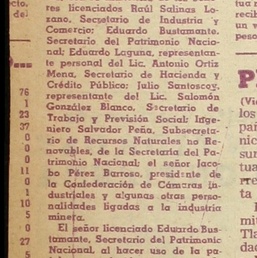 res licenciados Raúl Salinas Lo-
zano, Secretario de Industria y
Comercio; Eduardo Bustamante,
Secretario del Patrimonio Nacio-
nal; Eduardo Laguna, represen-
te personal del Lic. Antonio Ortiz
Mena, Secretario de Hacienda y
Crédito Público; Julio Santoscoy,
representante del Lic. Salomón
González Blanco, Secretario de
Trabajo y Previsión Social; Inge-
niero Salvador Peña, Subsecreta-
rio de Recursos Naturales no Re-
novables, de la Secretaría del Pa-
trimonio Nacional; el señor Jaco-
bo Pérez Barroso, presidente de
la Confederación de Cámaras in-
dustriales y algunas otras perso-
nalidades ligadas a la industria
minera.
El señor licenciado Eduardo Bus-
tamante, Secretario del Patrimonio
Nacional, al hacer uso de la pa-